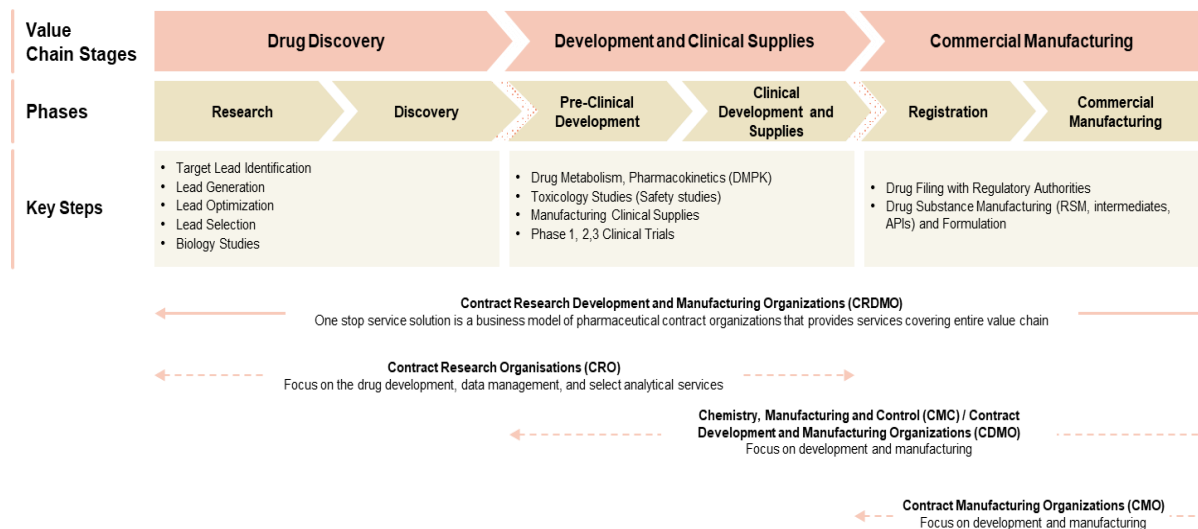 Value
Chain Stages
Drug Discovery
Development and Clinical Supplies
Commercial Manufacturing
Phases
Research
Discovery
Pre-Clinical
Development
Clinical
Development and
Supplies
Registration
Commercial
Manufacturing
Key Steps
• Target Lead Identification
• Lead Generation
• Lead Optimization
• Lead Selection
• Biology Studies
• Drug Metabolism, Pharmacokinetics (DMPK)
• Toxicology Studies (Safety studies)
• Manufacturing Clinical Supplies
• Phase 1, 2,3 Clinical Trials
• Drug Filing with Regulatory Authorities
• Drug Substance Manufacturing (RSM, intermediates,
APIs) and Formulation
Contract Research Development and Manufacturing Organizations (CRDMO)
One stop service solution is a business model of pharmaceutical contract organizations that provides services covering entire value chain
Contract Research Organisations (CRO)
Focus on the drug development, data management, and select analytical services
Chemistry, Manufacturing and Control (CMC) / Contract
Development and Manufacturing Organizations (CDMO)
Focus on development and manufacturing
Contract Manufacturing Organizations (CMO)
Focus on development and manufacturing